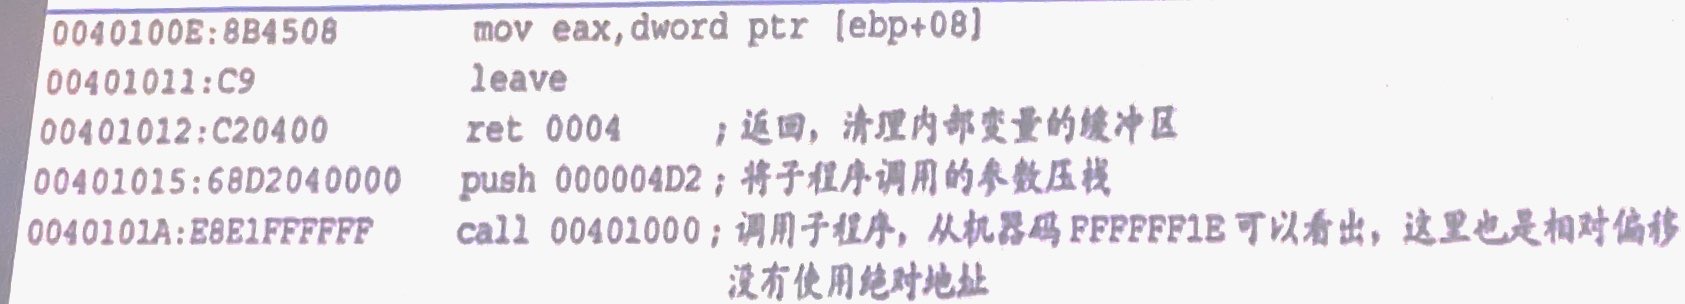 0040100E:8B4508 mov eax,dword ptr [ebp+08]
00401011:C9 leave
00401012:C20400 ret 0004 ;返回，清理内部变量的缓冲区
00401015:68D2040000 push 000004D2 ;将子程序调用的参数压栈
0040101A:E8E1FFFFFF call 00401000 ;调用子程序，从机器码FFFFFF1E可以看出，这里也是相对偏移
没有使用绝对地址